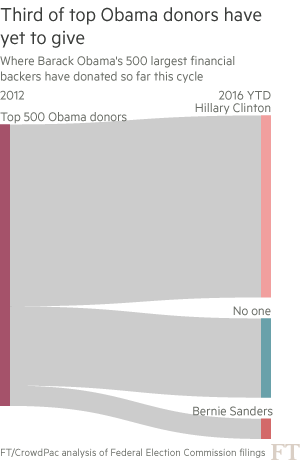 Third of top Obama donors have
yet to give
Where Barack Obama's 500 largest financial
backers have donated so far this cycle
2012
2016 YTD
Top 500 Obama donors
Hillary Clinton
No one
Bernie Sanders
FT/CrowdPac analysis of Federal Election Commission filings
FT